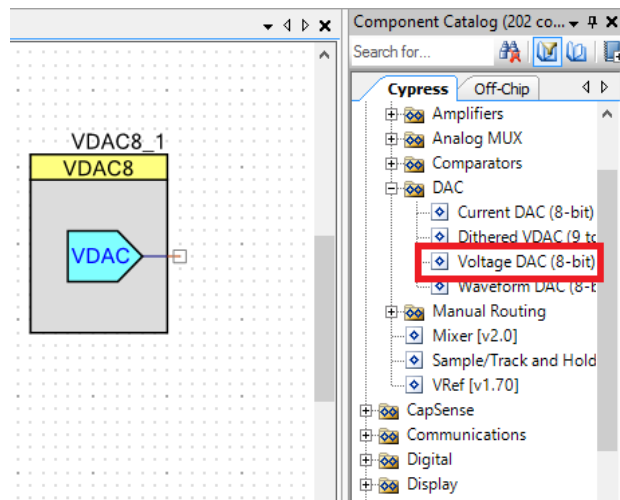 Component Catalog (202 co...
Search for...
Cypress
Off-Chip
Amplifiers
Analog MUX
Comparators
DAC
Current DAC (8-bit)
Dithered VDAC (9 tc
Voltage DAC (8-bit)
Waveform DAC (8-b
Manual Routing
Mixer [v2.0]
Sample/Track and Hold
VRef [v1.70]
CapSense
Communications
Digital
Display
VDAC8_1
VDAC8
VDAC